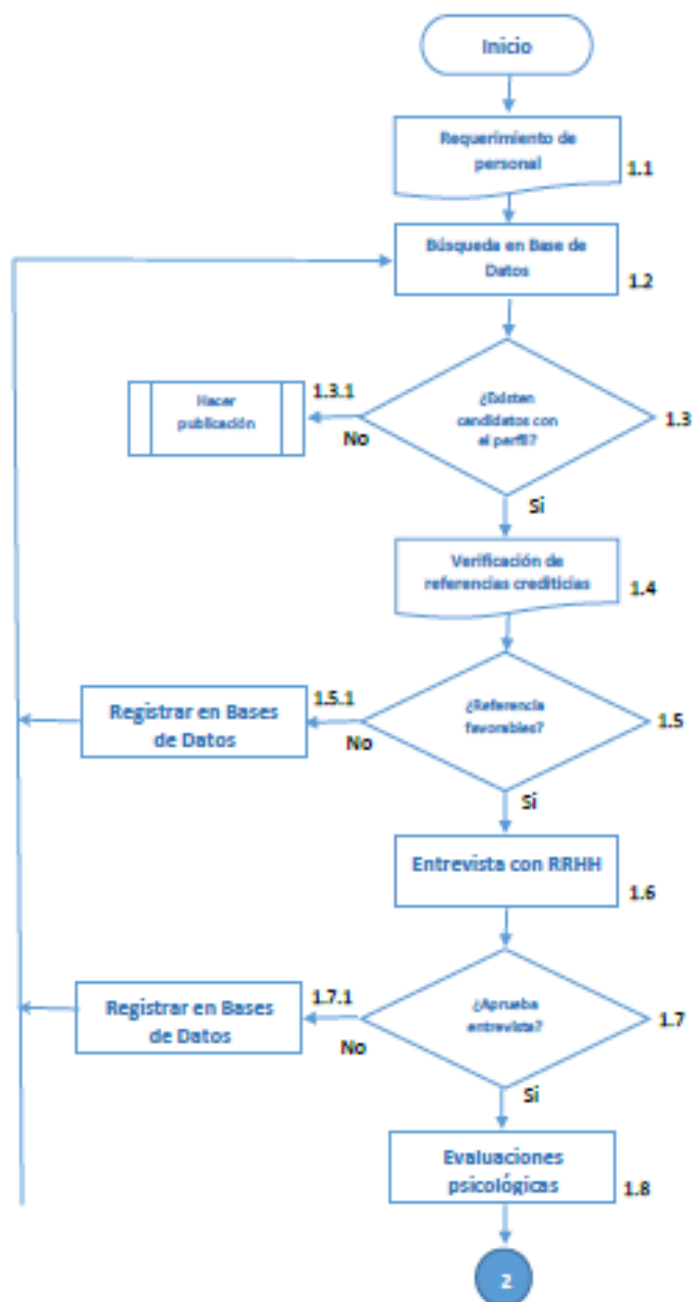 Inicio
Requerimiento de
personal
1.1
Búsqueda en Base de
Datos
1.2
Hacer
publicación
1.3.1
No
¿Existen
candidatos con
el perfil?
1.3
Si
Verificación de
referencias crediticias
1.4
Registrar en Bases
de Datos
1.5.1
No
¿Referencia
favorables?
1.5
Si
Entrevista con RRHH
1.6
Registrar en Bases
de Datos
1.7.1
No
¿Aprueba
entrevista?
1.7
Si
Evaluaciones
psicológicas
1.8
2